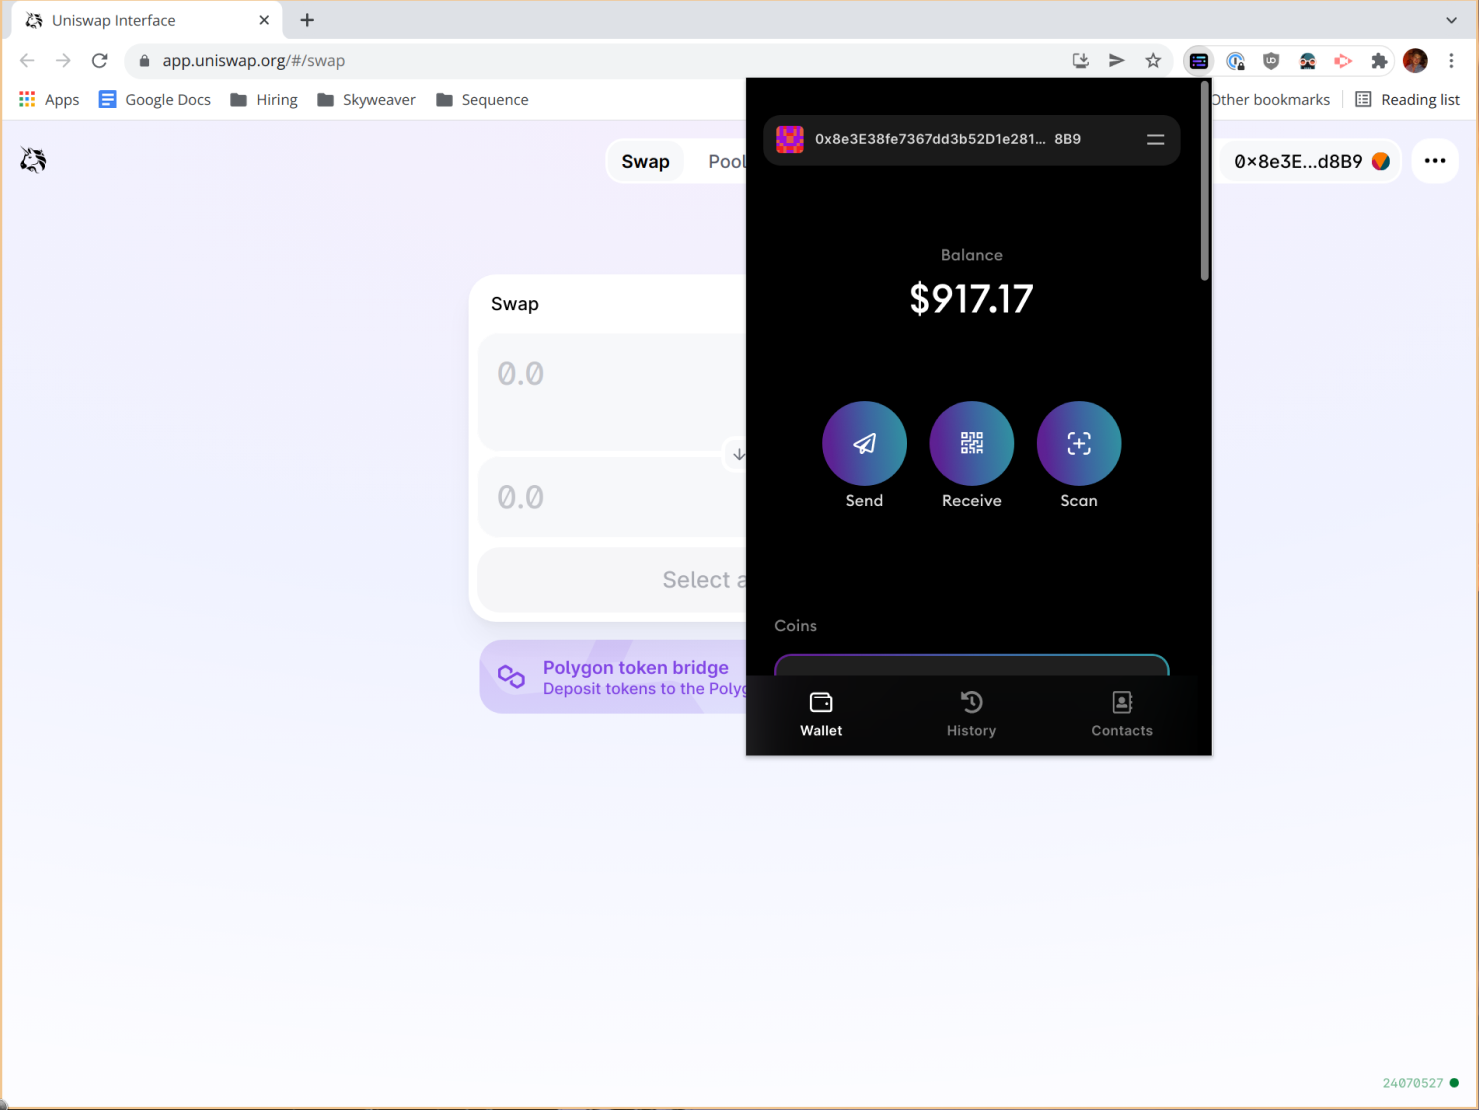 Uniswap Interface
app.uniswap.org/#/swap
Apps
Google Docs
Hiring
Skyweaver
Sequence
Other bookmarks
Reading list
Swap
Pool
0x8e3E38fe7367dd3b52D1e281... 8B9
0x8e3E...d8B9
Balance
$917.17
Swap
0.0
0.0
Select a
Send
Receive
Scan
Coins
Polygon token bridge
Deposit tokens to the Polyg
Wallet
History
Contacts
24070527